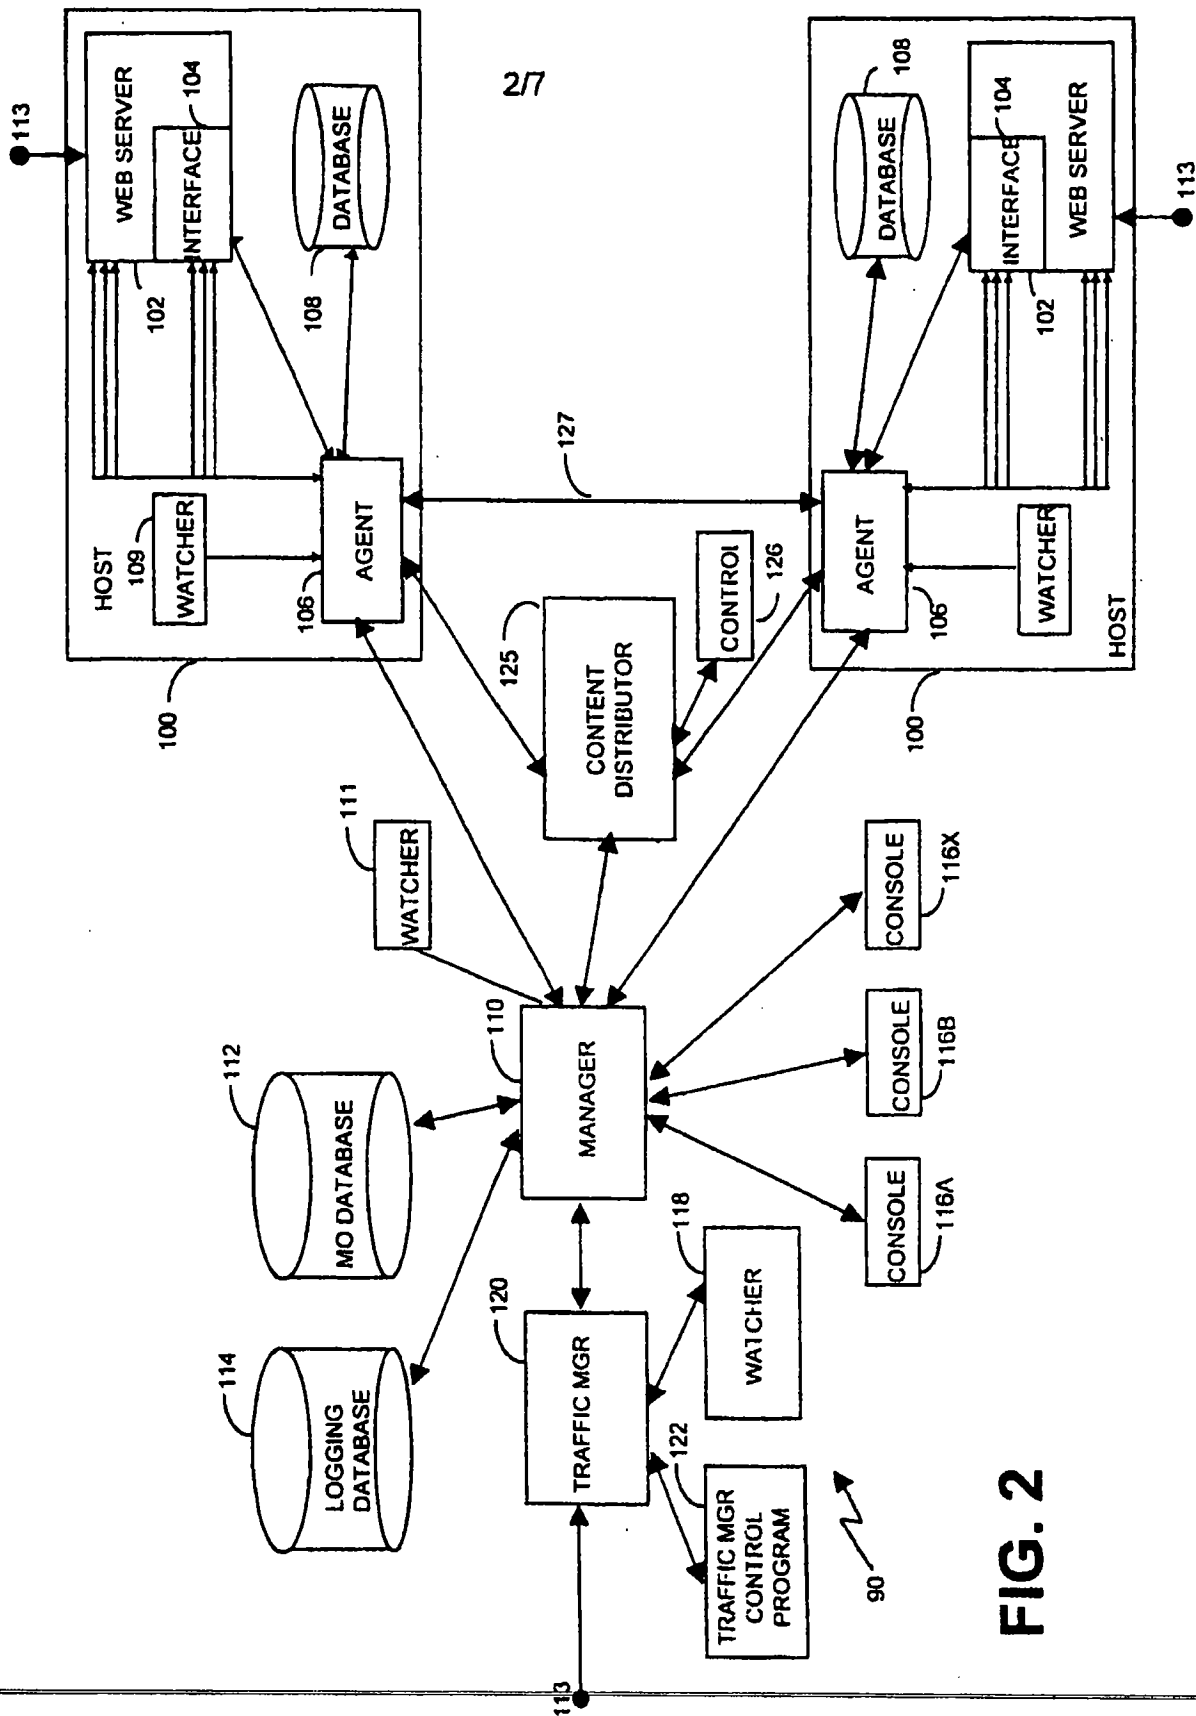 2/7
113
WEB SERVER
104
INTERFACE
102
108
DATABASE
HOST
109
WATCHER
106
AGENT
100
127
125
CONTENT
DISTRIBUTOR
CONTROL
126
111
WATCHER
108
DATABASE
104
INTERFACE
WEB SERVER
102
113
AGENT
106
WATCHER
HOST
100
112
MO DATABASE
110
MANAGER
114
LOGGING
DATABASE
120
TRAFFIC MGR
118
WATCHER
122
TRAFFIC MGR
CONTROL
PROGRAM
CONSOLE
116A
CONSOLE
116B
CONSOLE
116X
113
90
FIG. 2